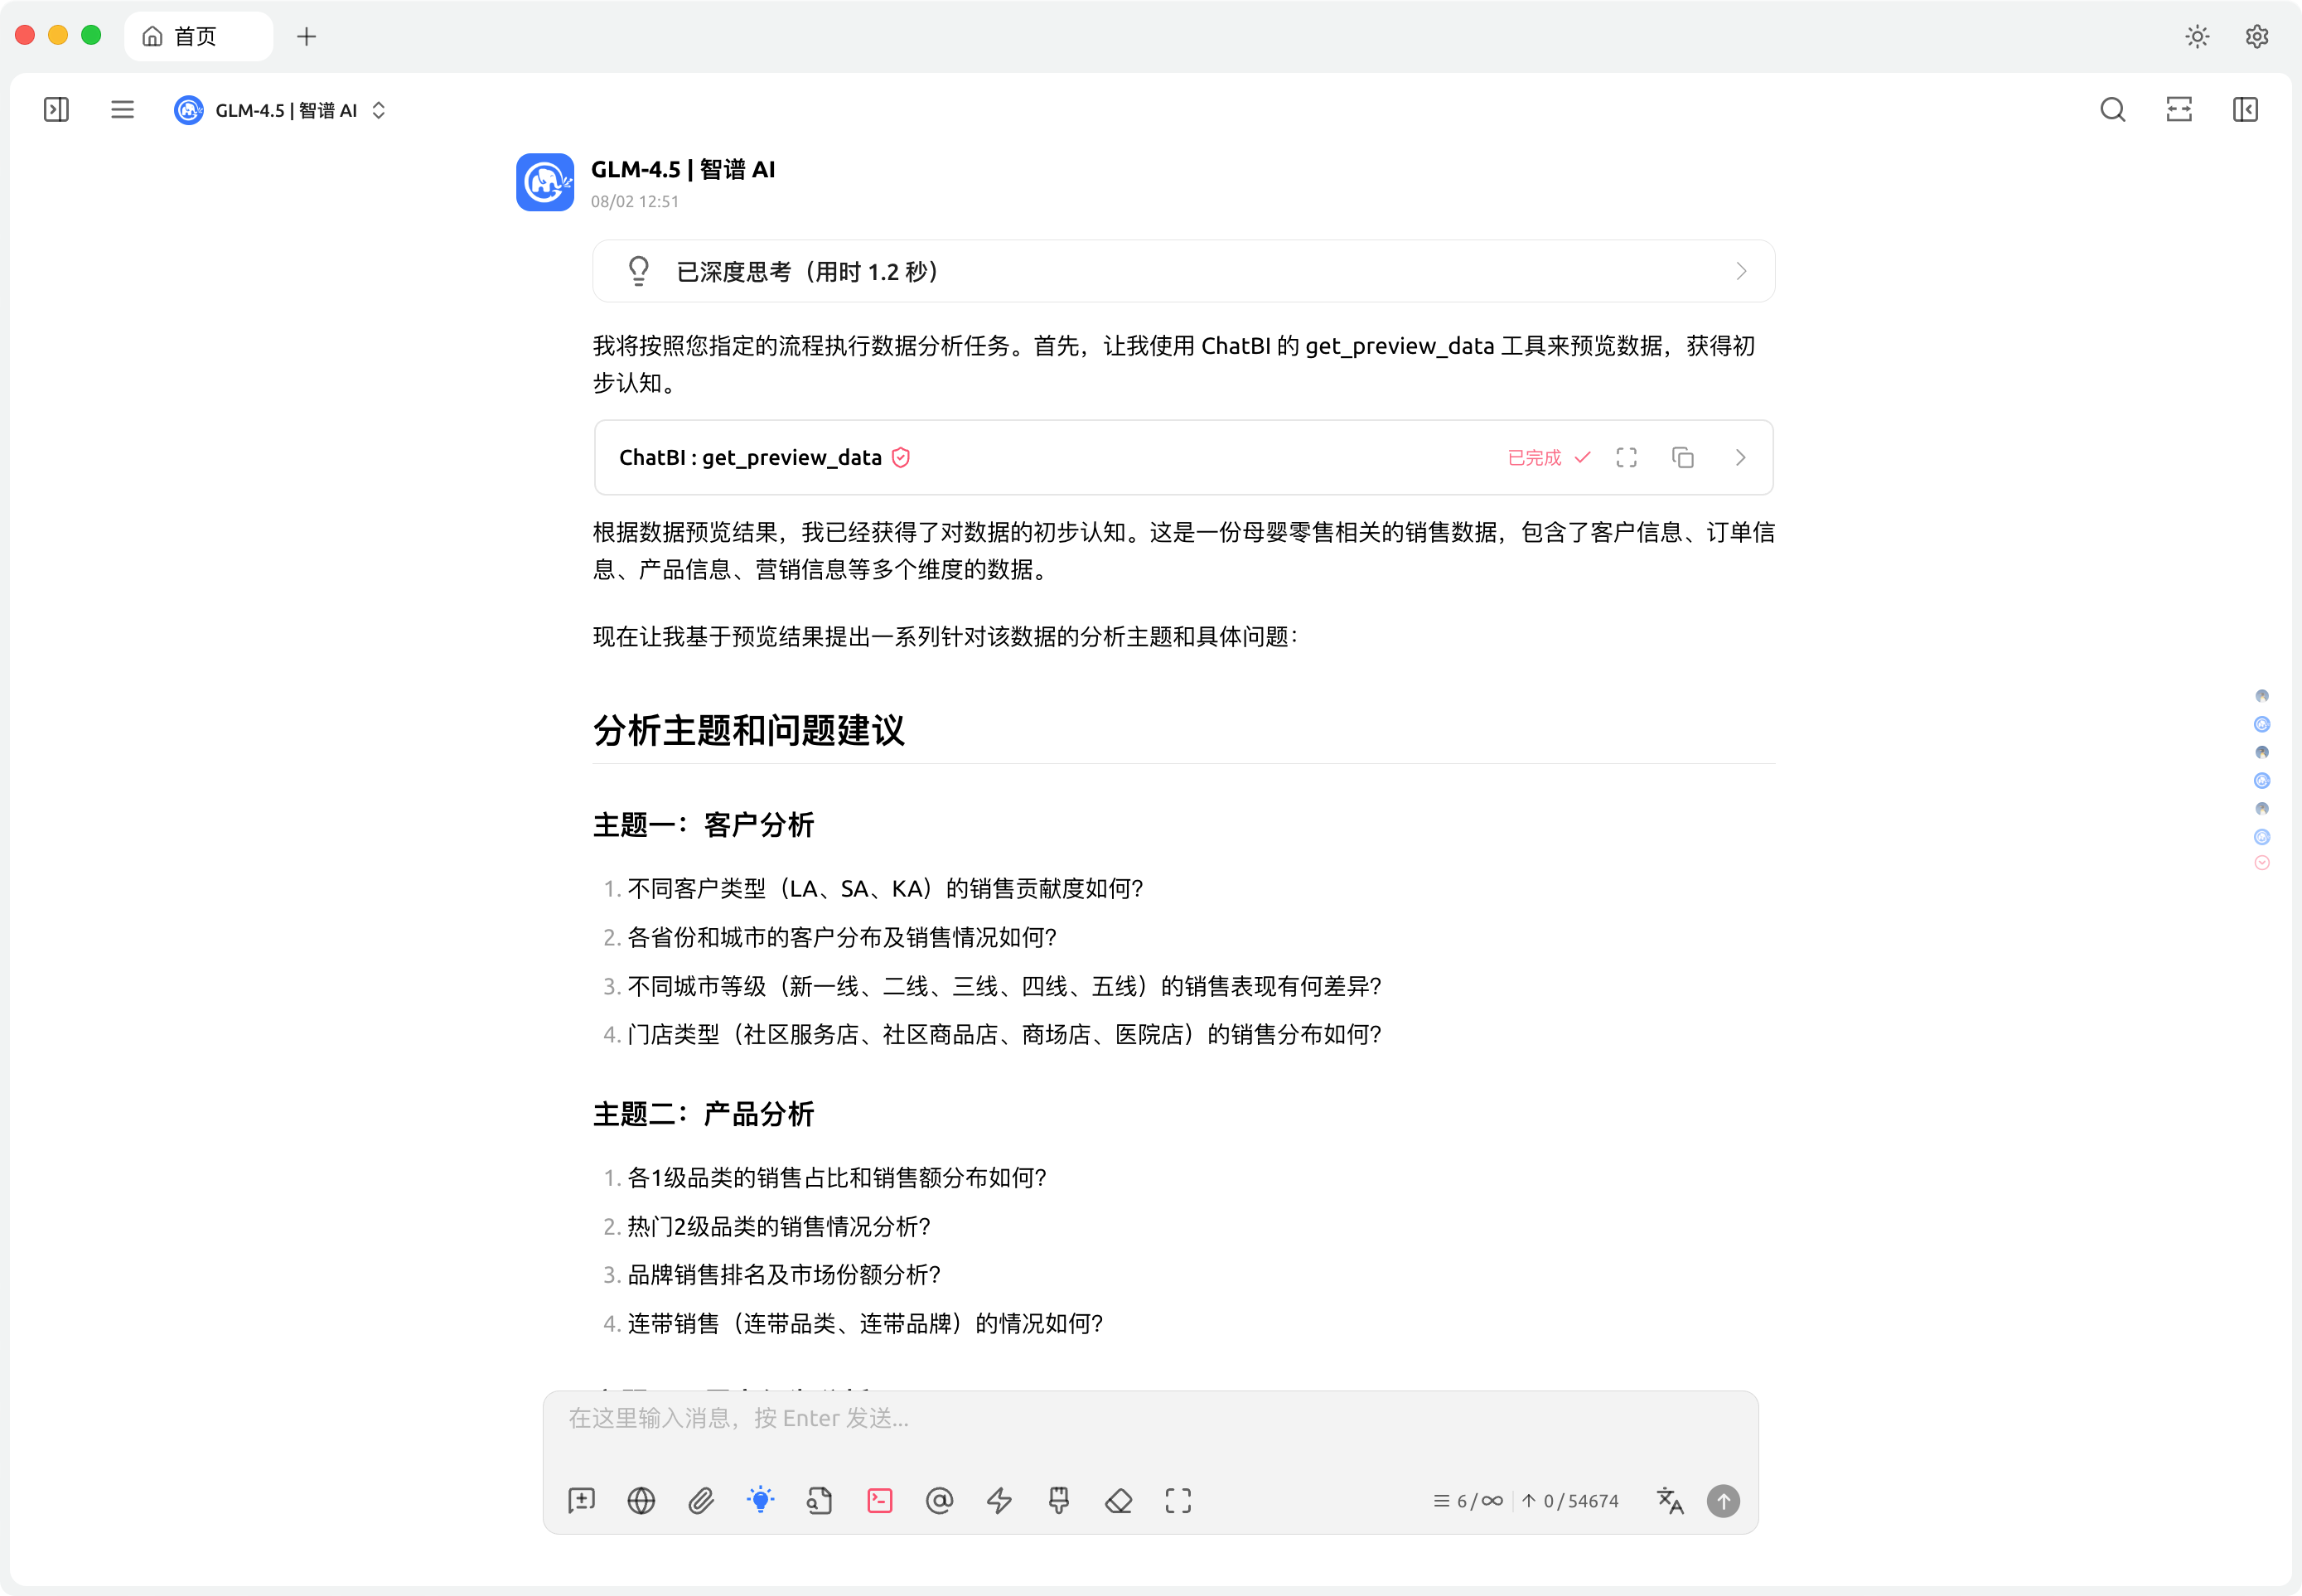 首页
GLM-4.5 | 智谱 AI
GLM-4.5 | 智谱 AI
08/02 12:51
已深度思考（用时 1.2 秒）
我将按照您指定的流程执行数据分析任务。首先，让我使用 ChatBI 的 get_preview_data 工具来预览数据，获得初
步认知。
ChatBI : get_preview_data
已完成
根据数据预览结果，我已经获得了对数据的初步认知。这是一份母婴零售相关的销售数据，包含了客户信息、订单信
息、产品信息、营销信息等多个维度的数据。
现在让我基于预览结果提出一系列针对该数据的分析主题和具体问题：
分析主题和问题建议
主题一：客户分析
1. 不同客户类型（LA、SA、KA）的销售贡献度如何？
2. 各省份和城市的客户分布及销售情况如何？
3. 不同城市等级（新一线、二线、三线、四线、五线）的销售表现有何差异？
4. 门店类型（社区服务店、社区商品店、商场店、医院店）的销售分布如何？
主题二：产品分析
1. 各1级品类的销售占比和销售额分布如何？
2. 热门2级品类的销售情况分析？
3. 品牌销售排名及市场份额分析？
4. 连带销售（连带品类、连带品牌）的情况如何？
在这里输入消息，按 Enter 发送...
6 / ∞ ↑ 0 / 54674